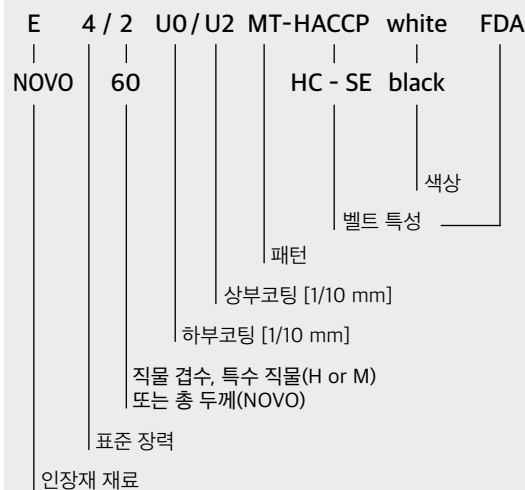 E 4 / 2 U0 / U2 MT-HACCP white FDA
NOVO 60 HC - SE black
색상
벨트 특성
패턴
상부코팅 [1/10 mm]
하부코팅 [1/10 mm]
직물 겹수, 특수 직물(H or M)
또는 총 두께(NOVO)
표준 장력
인장재 재료